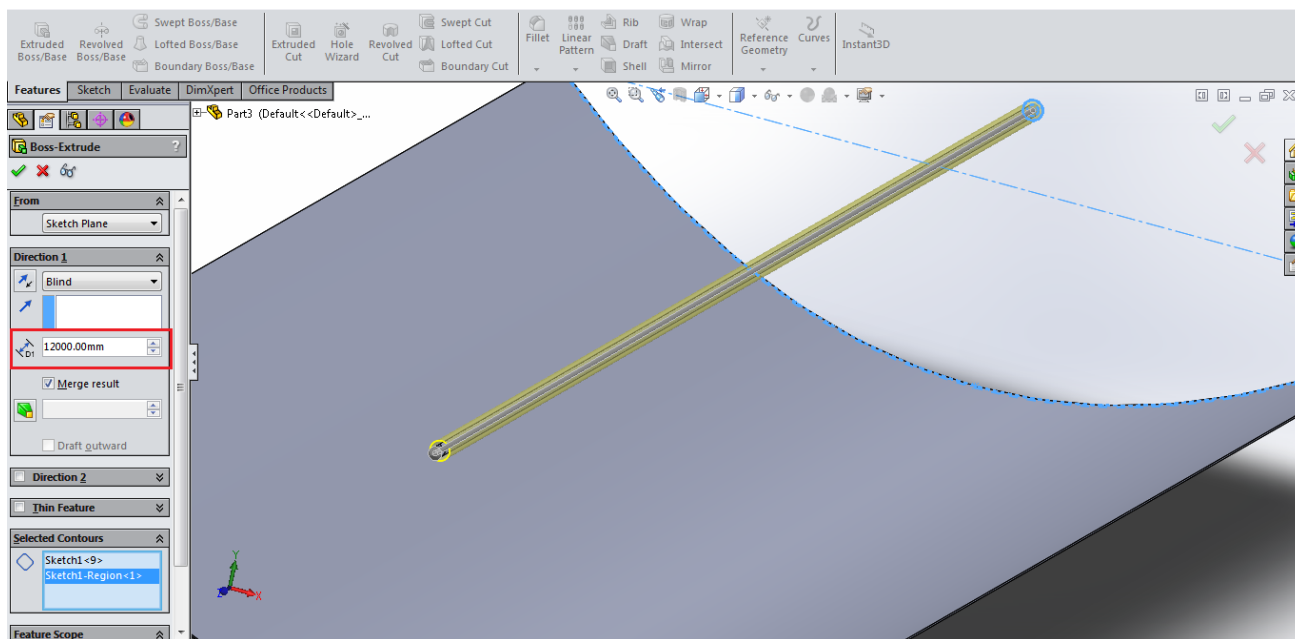 Extruded Boss/Base
Revolved Boss/Base
Swept Boss/Base
Lofted Boss/Base
Boundary Boss/Base
Extruded Cut
Hole Wizard
Revolved Cut
Swept Cut
Lofted Cut
Boundary Cut
Fillet
Linear Pattern
Rib
Draft
Shell
Wrap
Intersect
Mirror
Reference Geometry
Curves
Instant3D
Features Sketch Evaluate DimXpert Office Products
Part3 (Default<<Default>_...
Boss-Extrude ?
From
Sketch Plane
Direction 1
Blind
D1 12000.00mm
Merge result
Draft outward
Direction 2
Thin Feature
Selected Contours
Sketch1<9>
Sketch1-Region<1>
Feature Scope
Y
X